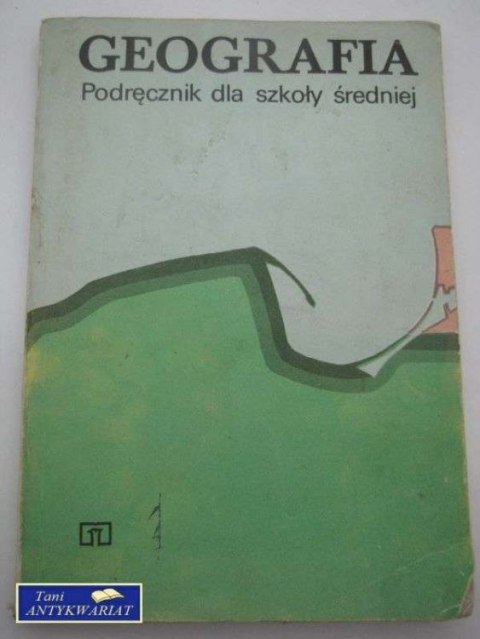 GEOGRAFIA
Podręcznik dla szkoły średniej
Tani
ANTYKWARIAT